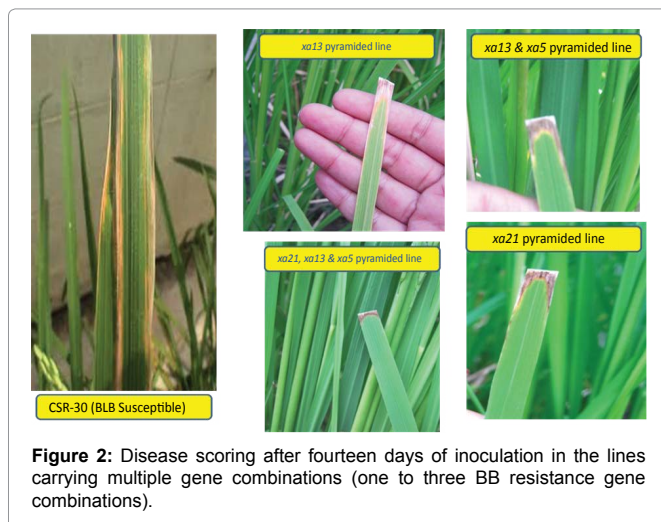 xa13 pyramided line
xa13 & xa5 pyramided line
xa21, xa13 & xa5 pyramided line
xa21 pyramided line
CSR-30 (BLB Susceptible)
Figure 2: Disease scoring after fourteen days of inoculation in the lines
carrying multiple gene combinations (one to three BB resistance gene
combinations).